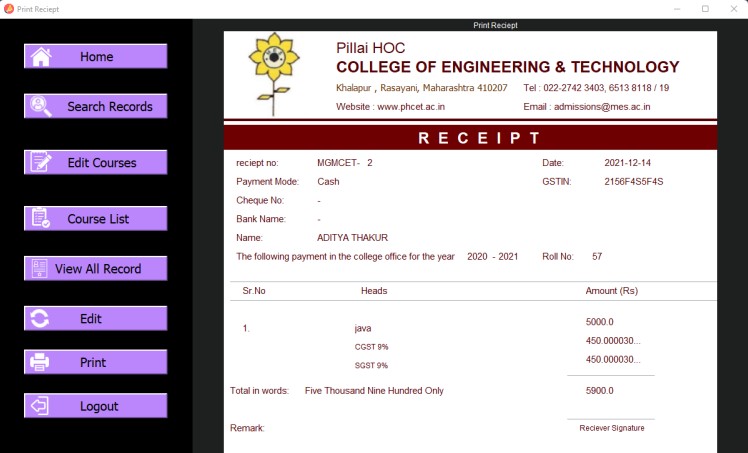 Print Reciept
Print Reciept
Home
Search Records
Edit Courses
Course List
View All Record
Edit
Print
Logout
Pillai HOC
COLLEGE OF ENGINEERING & TECHNOLOGY
Khalapur , Rasayani, Maharashtra 410207 Tel : 022-2742 3403, 6513 8118 / 19
Website : www.phcet.ac.in Email : admissions@mes.ac.in
RECEIPT
reciept no: MGMCET- 2 Date: 2021-12-14
Payment Mode: Cash GSTIN: 2156F4S5F4S
Cheque No: -
Bank Name: -
Name: ADITYA THAKUR
The following payment in the college office for the year 2020 - 2021 Roll No: 57
Sr.No Heads Amount (Rs)
1. java 5000.0
CGST 9% 450.000030...
SGST 9% 450.000030...
Total in words: Five Thousand Nine Hundred Only 5900.0
Remark: Reciever Signature